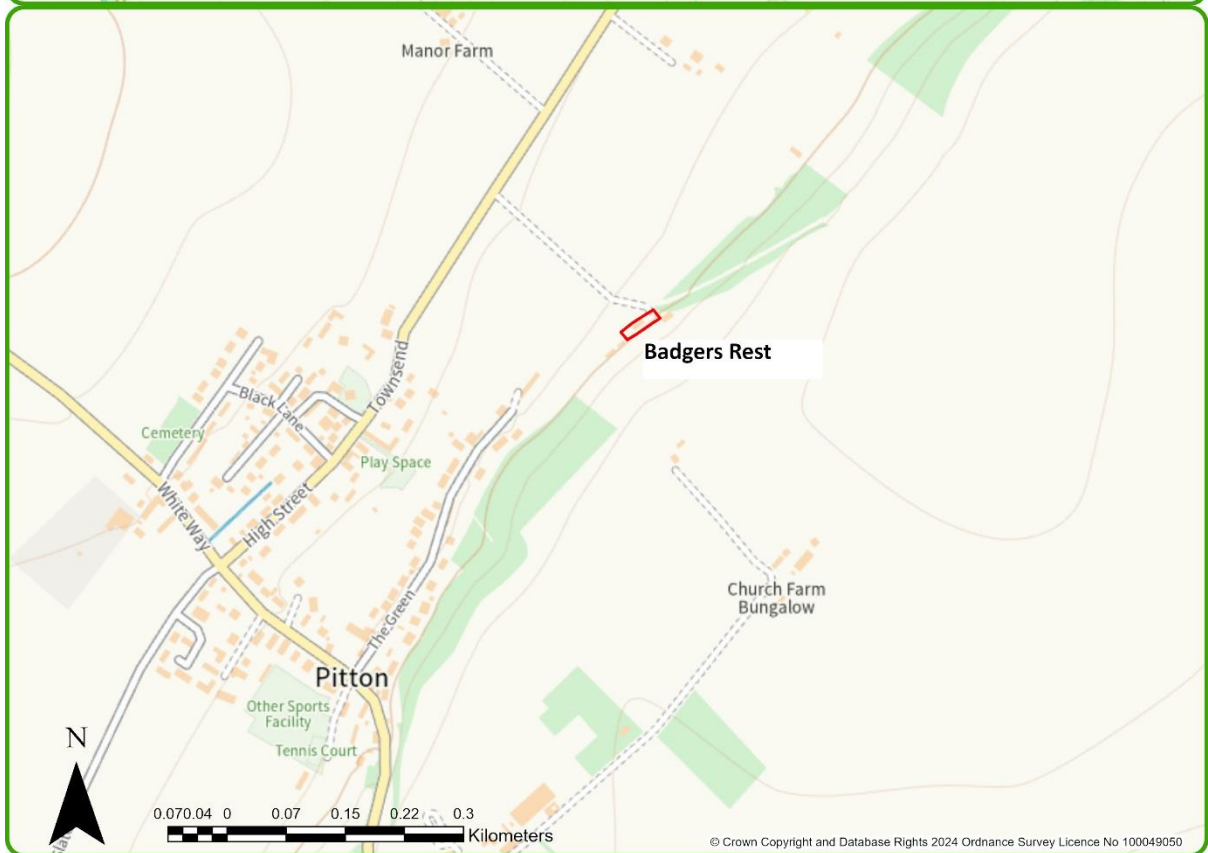 Manor Farm
Badgers Rest
Townsend
Black Lane
Cemetery
Play Space
White Way
High Street
The Green
Church Farm
Bungalow
Pitton
Other Sports
Facility
Tennis Court
N
0.07 0.04 0 0.07 0.15 0.22 0.3
Kilometers
© Crown Copyright and Database Rights 2024 Ordnance Survey Licence No 100049050